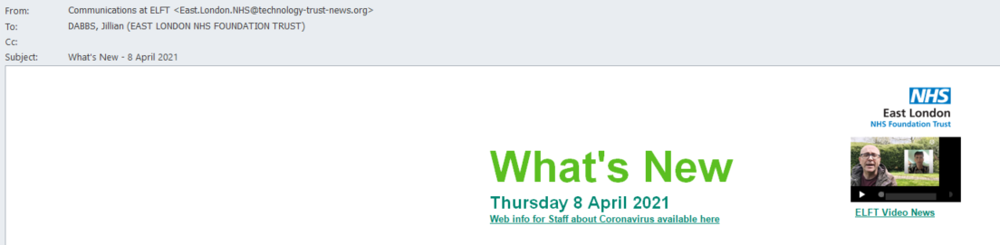 From: Communications at ELFT <East.London.NHS@technology-trust-news.org>
To: DABBS, Jillian (EAST LONDON NHS FOUNDATION TRUST)
Cc:
Subject: What's New - 8 April 2021
NHS
East London
NHS Foundation Trust
What's New
Thursday 8 April 2021
Web info for Staff about Coronavirus available here
ELFT Video News